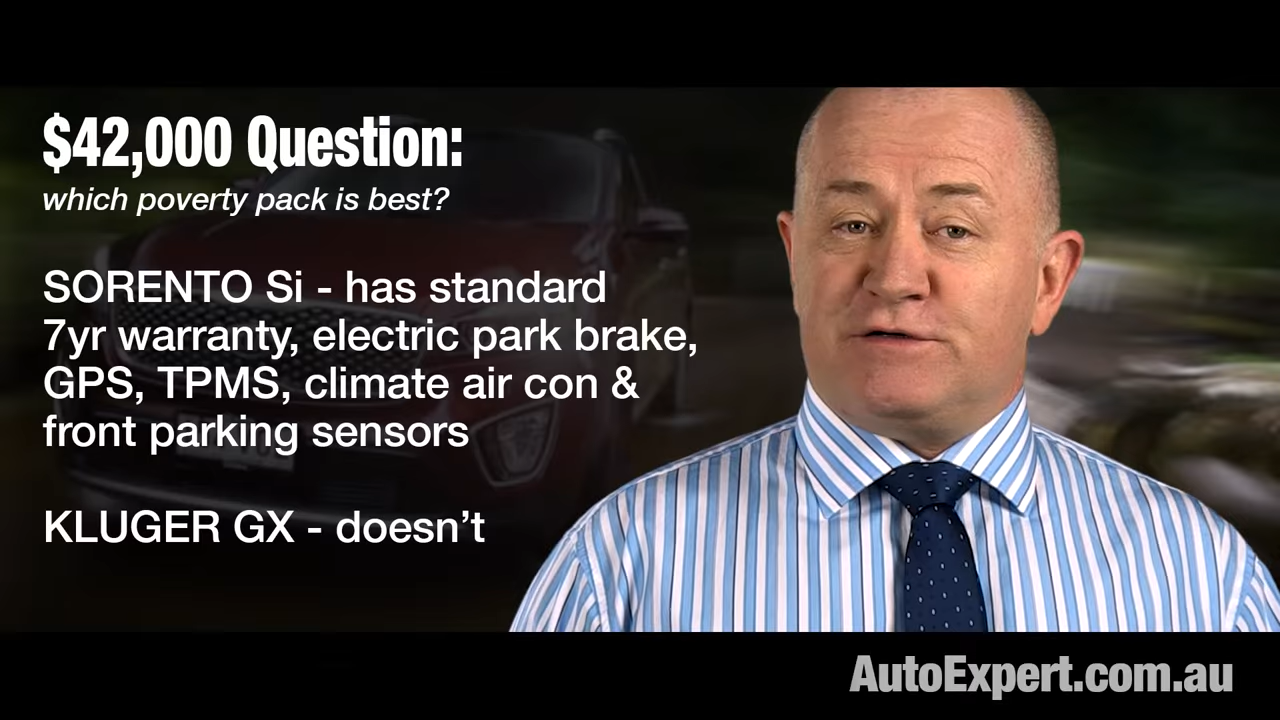 $42,000 Question:
which poverty pack is best?
SORENTO Si - has standard
7yr warranty, electric park brake,
GPS, TPMS, climate air con &
front parking sensors
KLUGER GX - doesn’t
AutoExpert.com.au